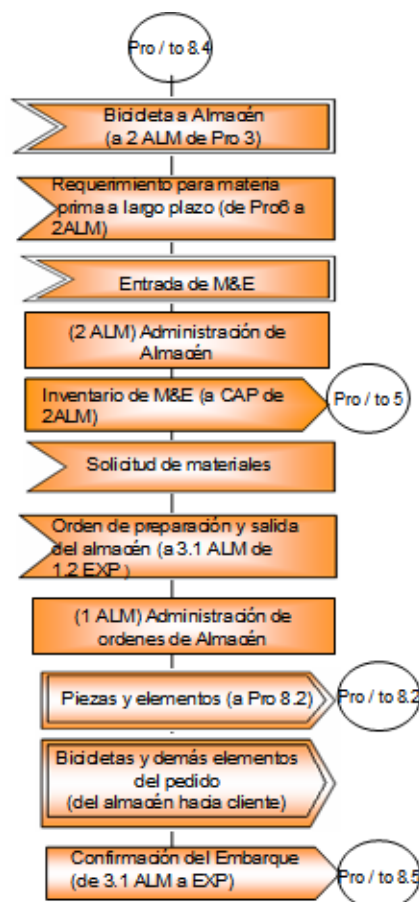 Pro / to 8.4
Bicicleta a Almacén
(a 2 ALM de Pro 3)
Requerimiento para materia
prima a largo plazo (de Pro6 a
2ALM)
Entrada de M&E
(2 ALM) Administración de
Almacén
Inventario de M&E (a CAP de
2ALM)
Pro / to 5
Solicitud de materiales
Orden de preparación y salida
del almacén (a 3.1 ALM de
1.2 EXP)
(1 ALM) Administración de
ordenes de Almacén
Piezas y elementos (a Pro 8.2)
Pro / to 8.2
Bicicletas y demás elementos
del pedido
(del almacén hacia cliente)
Confirmación del Embarque
(de 3.1 ALM a EXP)
Pro / to 8.5